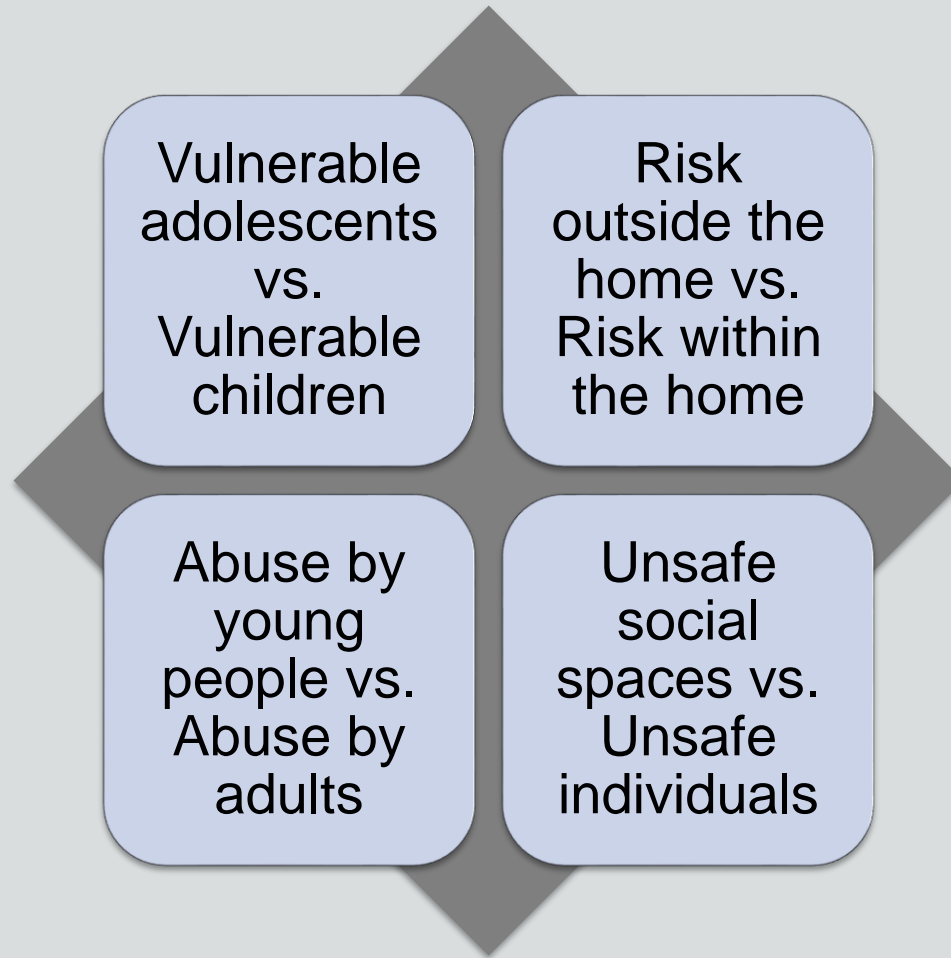 Vulnerable
adolescents
vs.
Vulnerable
children
Risk
outside the
home vs.
Risk within
the home
Abuse by
young
people vs.
Abuse by
adults
Unsafe
social
spaces vs.
Unsafe
individuals